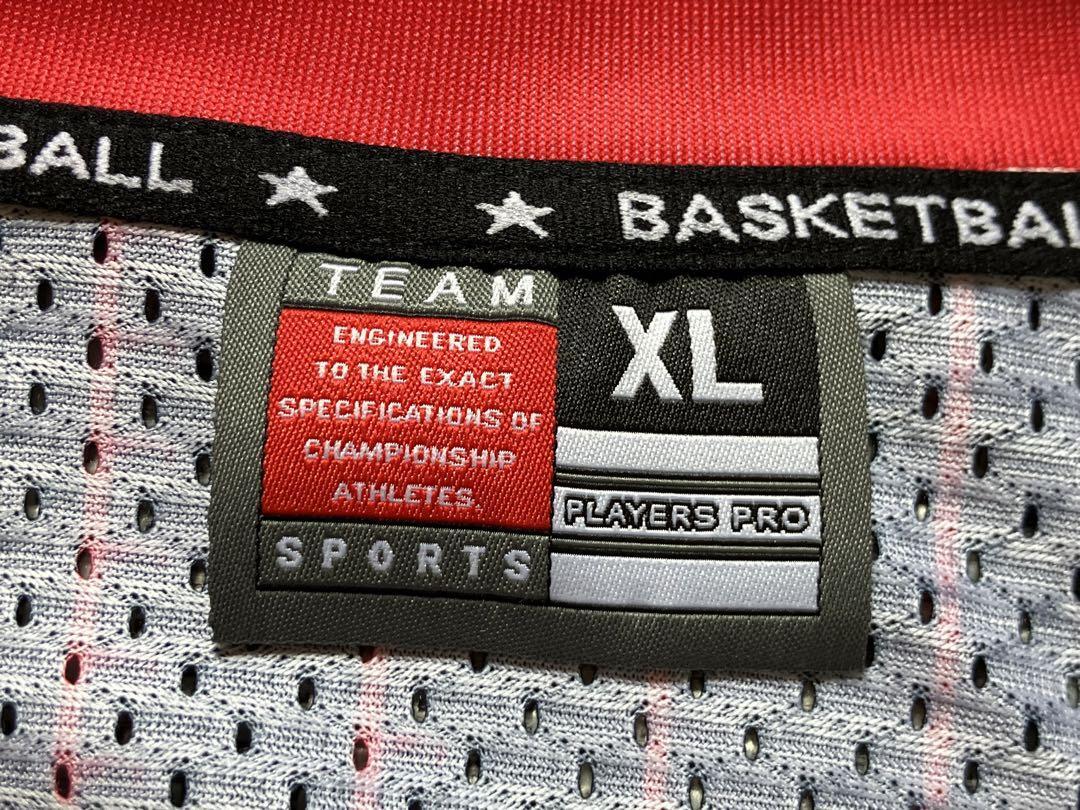 BALL ★ ★ BASKETBAL
TEAM
ENGINEERED
TO THE EXACT
SPECIFICATIONS OF
CHAMPIONSHIP
ATHLETES.
SPORTS
XL
PLAYERS PRO